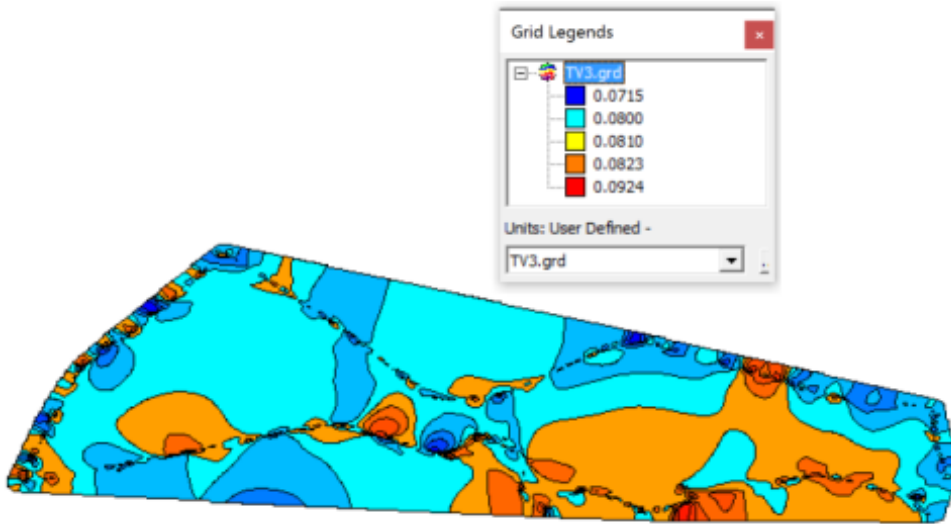 Grid Legends
TV3.grd
0.0715
0.0800
0.0810
0.0823
0.0924
Units: User Defined -
TV3.grd